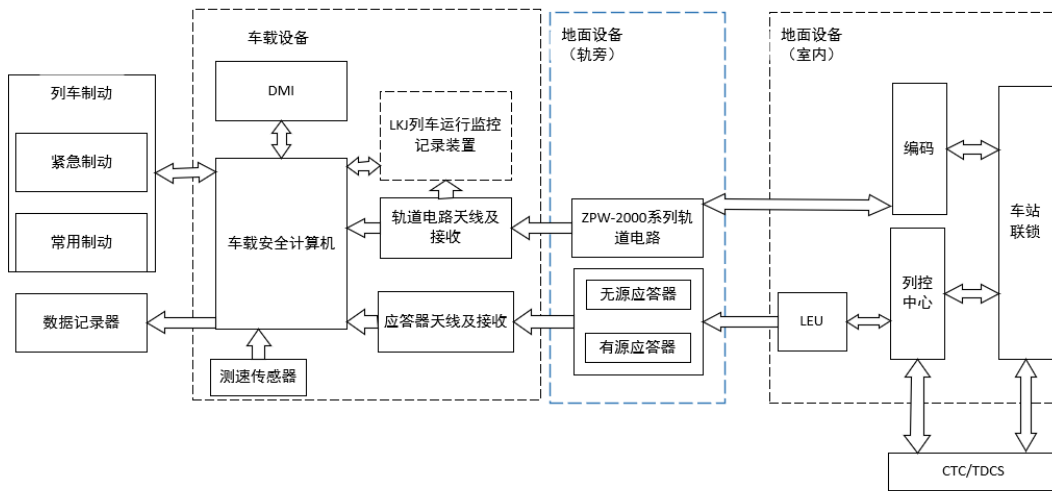 车载设备
地面设备
（轨旁）
地面设备
（室内）
列车制动
紧急制动
常用制动
数据记录器
DMI
车载安全计算机
测速传感器
LKJ列车运行监控
记录装置
轨道电路天线及
接收
应答器天线及接收
ZPW-2000系列轨
道电路
无源应答器
有源应答器
LEU
编码
列控
中心
车站
联锁
CTC/TDCS